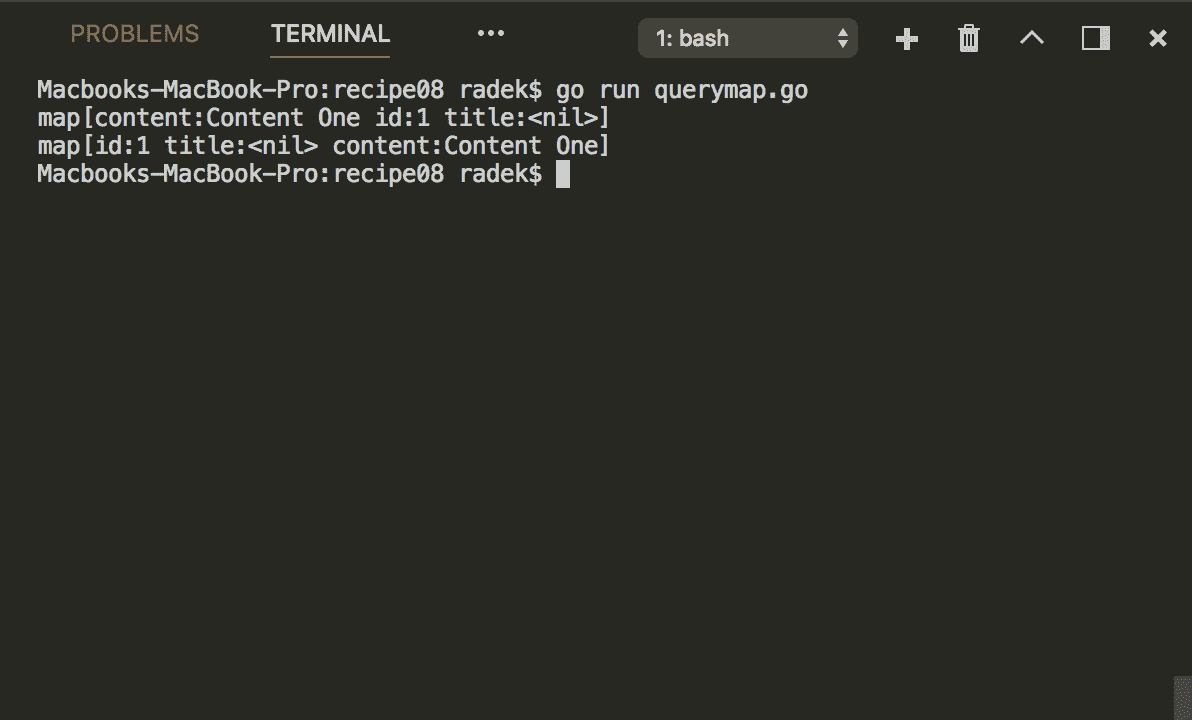 PROBLEMS TERMINAL ••• 1: bash
Macbooks-MacBook-Pro:recipe08 radek$ go run querymap.go
map[content:Content One id:1 title:<nil>]
map[id:1 title:<nil> content:Content One]
Macbooks-MacBook-Pro:recipe08 radek$